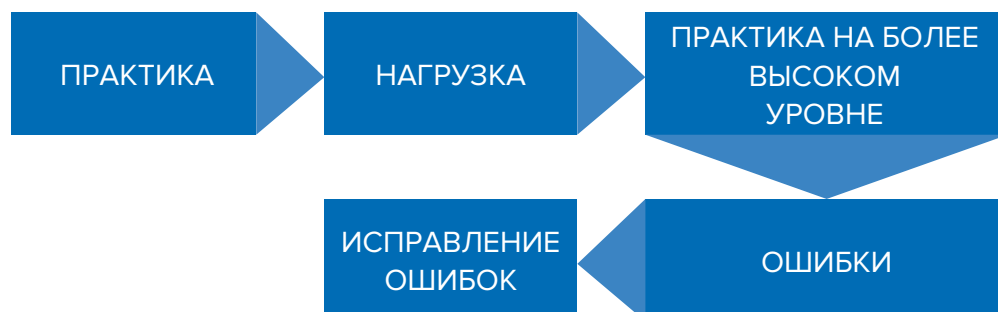 ПРАКТИКА
НАГРУЗКА
ПРАКТИКА НА БОЛЕЕ
ВЫСОКОМ
УРОВНЕ
ИСПРАВЛЕНИЕ
ОШИБОК
ОШИБКИ